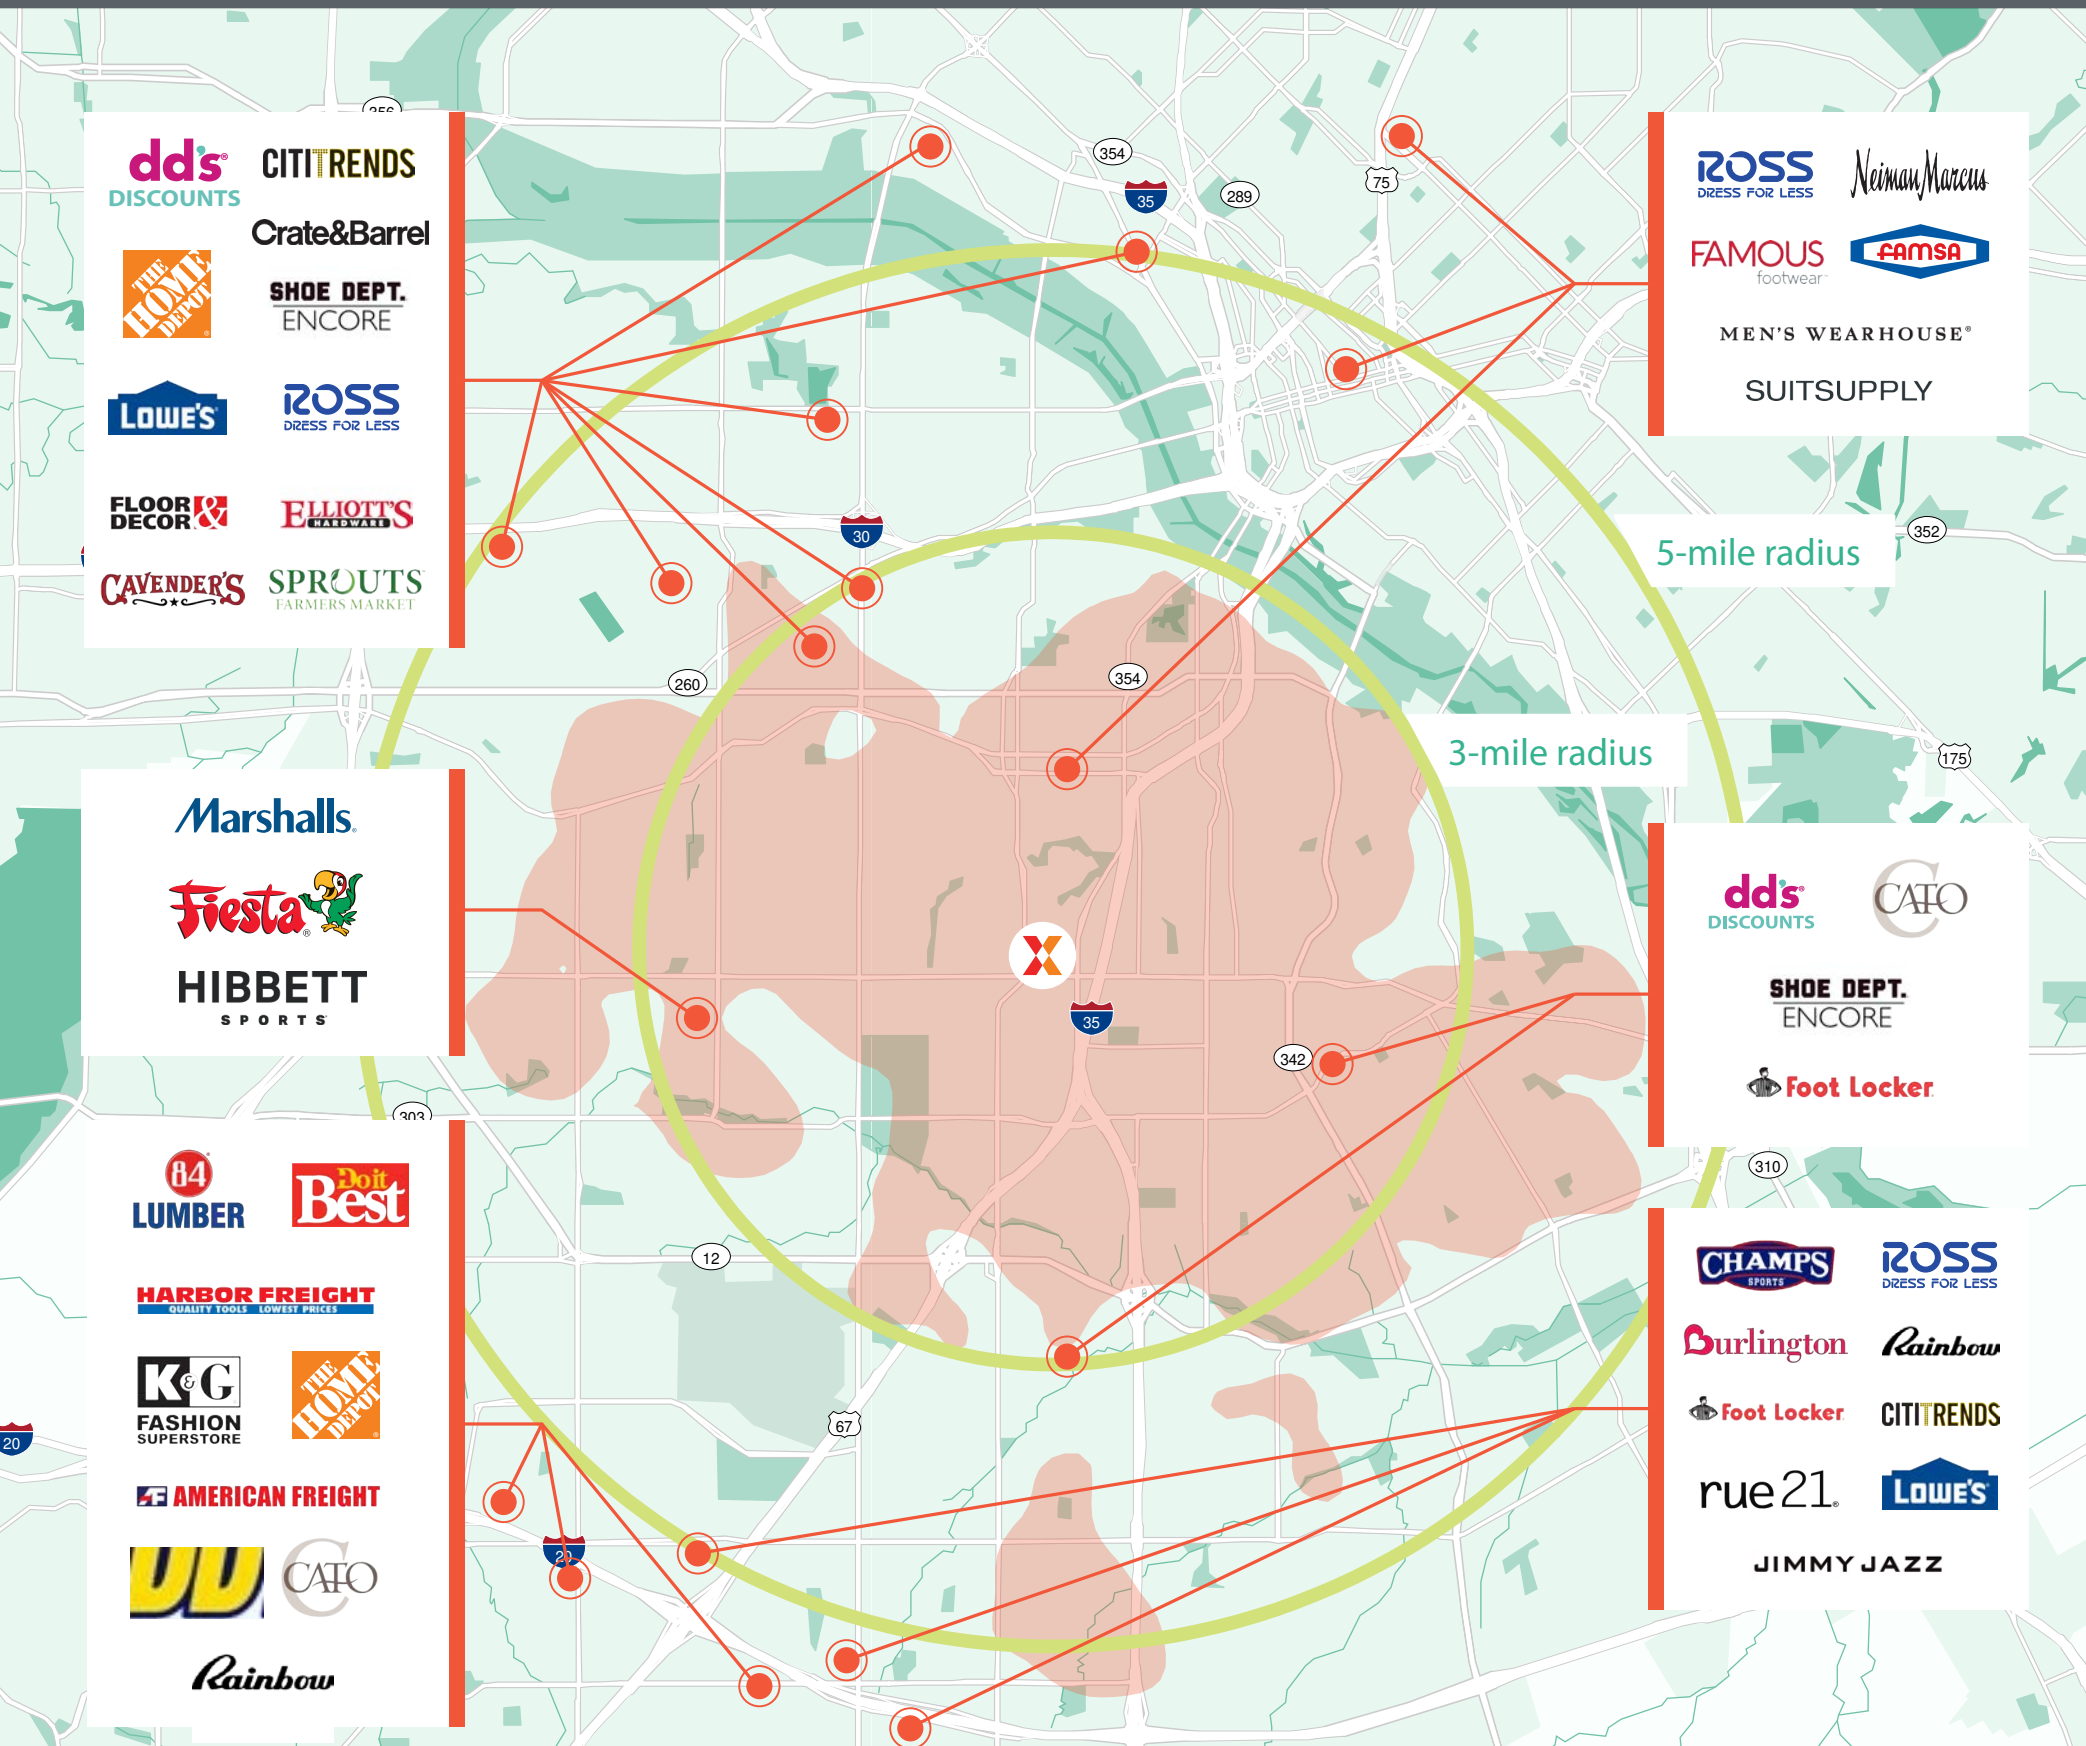 356
dd's
DISCOUNTS
CITITRENDS
Crate&Barrel
THE
HOME
DEPOT
SHOE DEPT.
ENCORE
LOWE'S
ROSS
DRESS FOR LESS
FLOOR &
DECOR
ELLIOTT'S
HARDWARE
CAVENDER'S
SPROUTS
FARMERS MARKET
Marshalls.
Fiesta
HIBBETT
SPORTS
303
84
LUMBER
Do it
Best
HARBOR FREIGHT
QUALITY TOOLS LOWEST PRICES
K&G
FASHION
SUPERSTORE
THE
HOME
DEPOT
AF AMERICAN FREIGHT
CATO
Rainbow
20
354
35
289
75
30
260
354
35
342
12
67
20
5-mile radius
3-mile radius
352
175
310
ROSS
DRESS FOR LESS
Neiman Marcus
FAMOUS
footwear
FAMSA
MEN'S WEARHOUSE®
SUITSUPPLY
dd's
DISCOUNTS
CATO
SHOE DEPT.
ENCORE
Foot Locker
CHAMPS
SPORTS
ROSS
DRESS FOR LESS
Burlington
Rainbow
Foot Locker
CITITRENDS
rue21
LOWE'S
JIMMY JAZZ